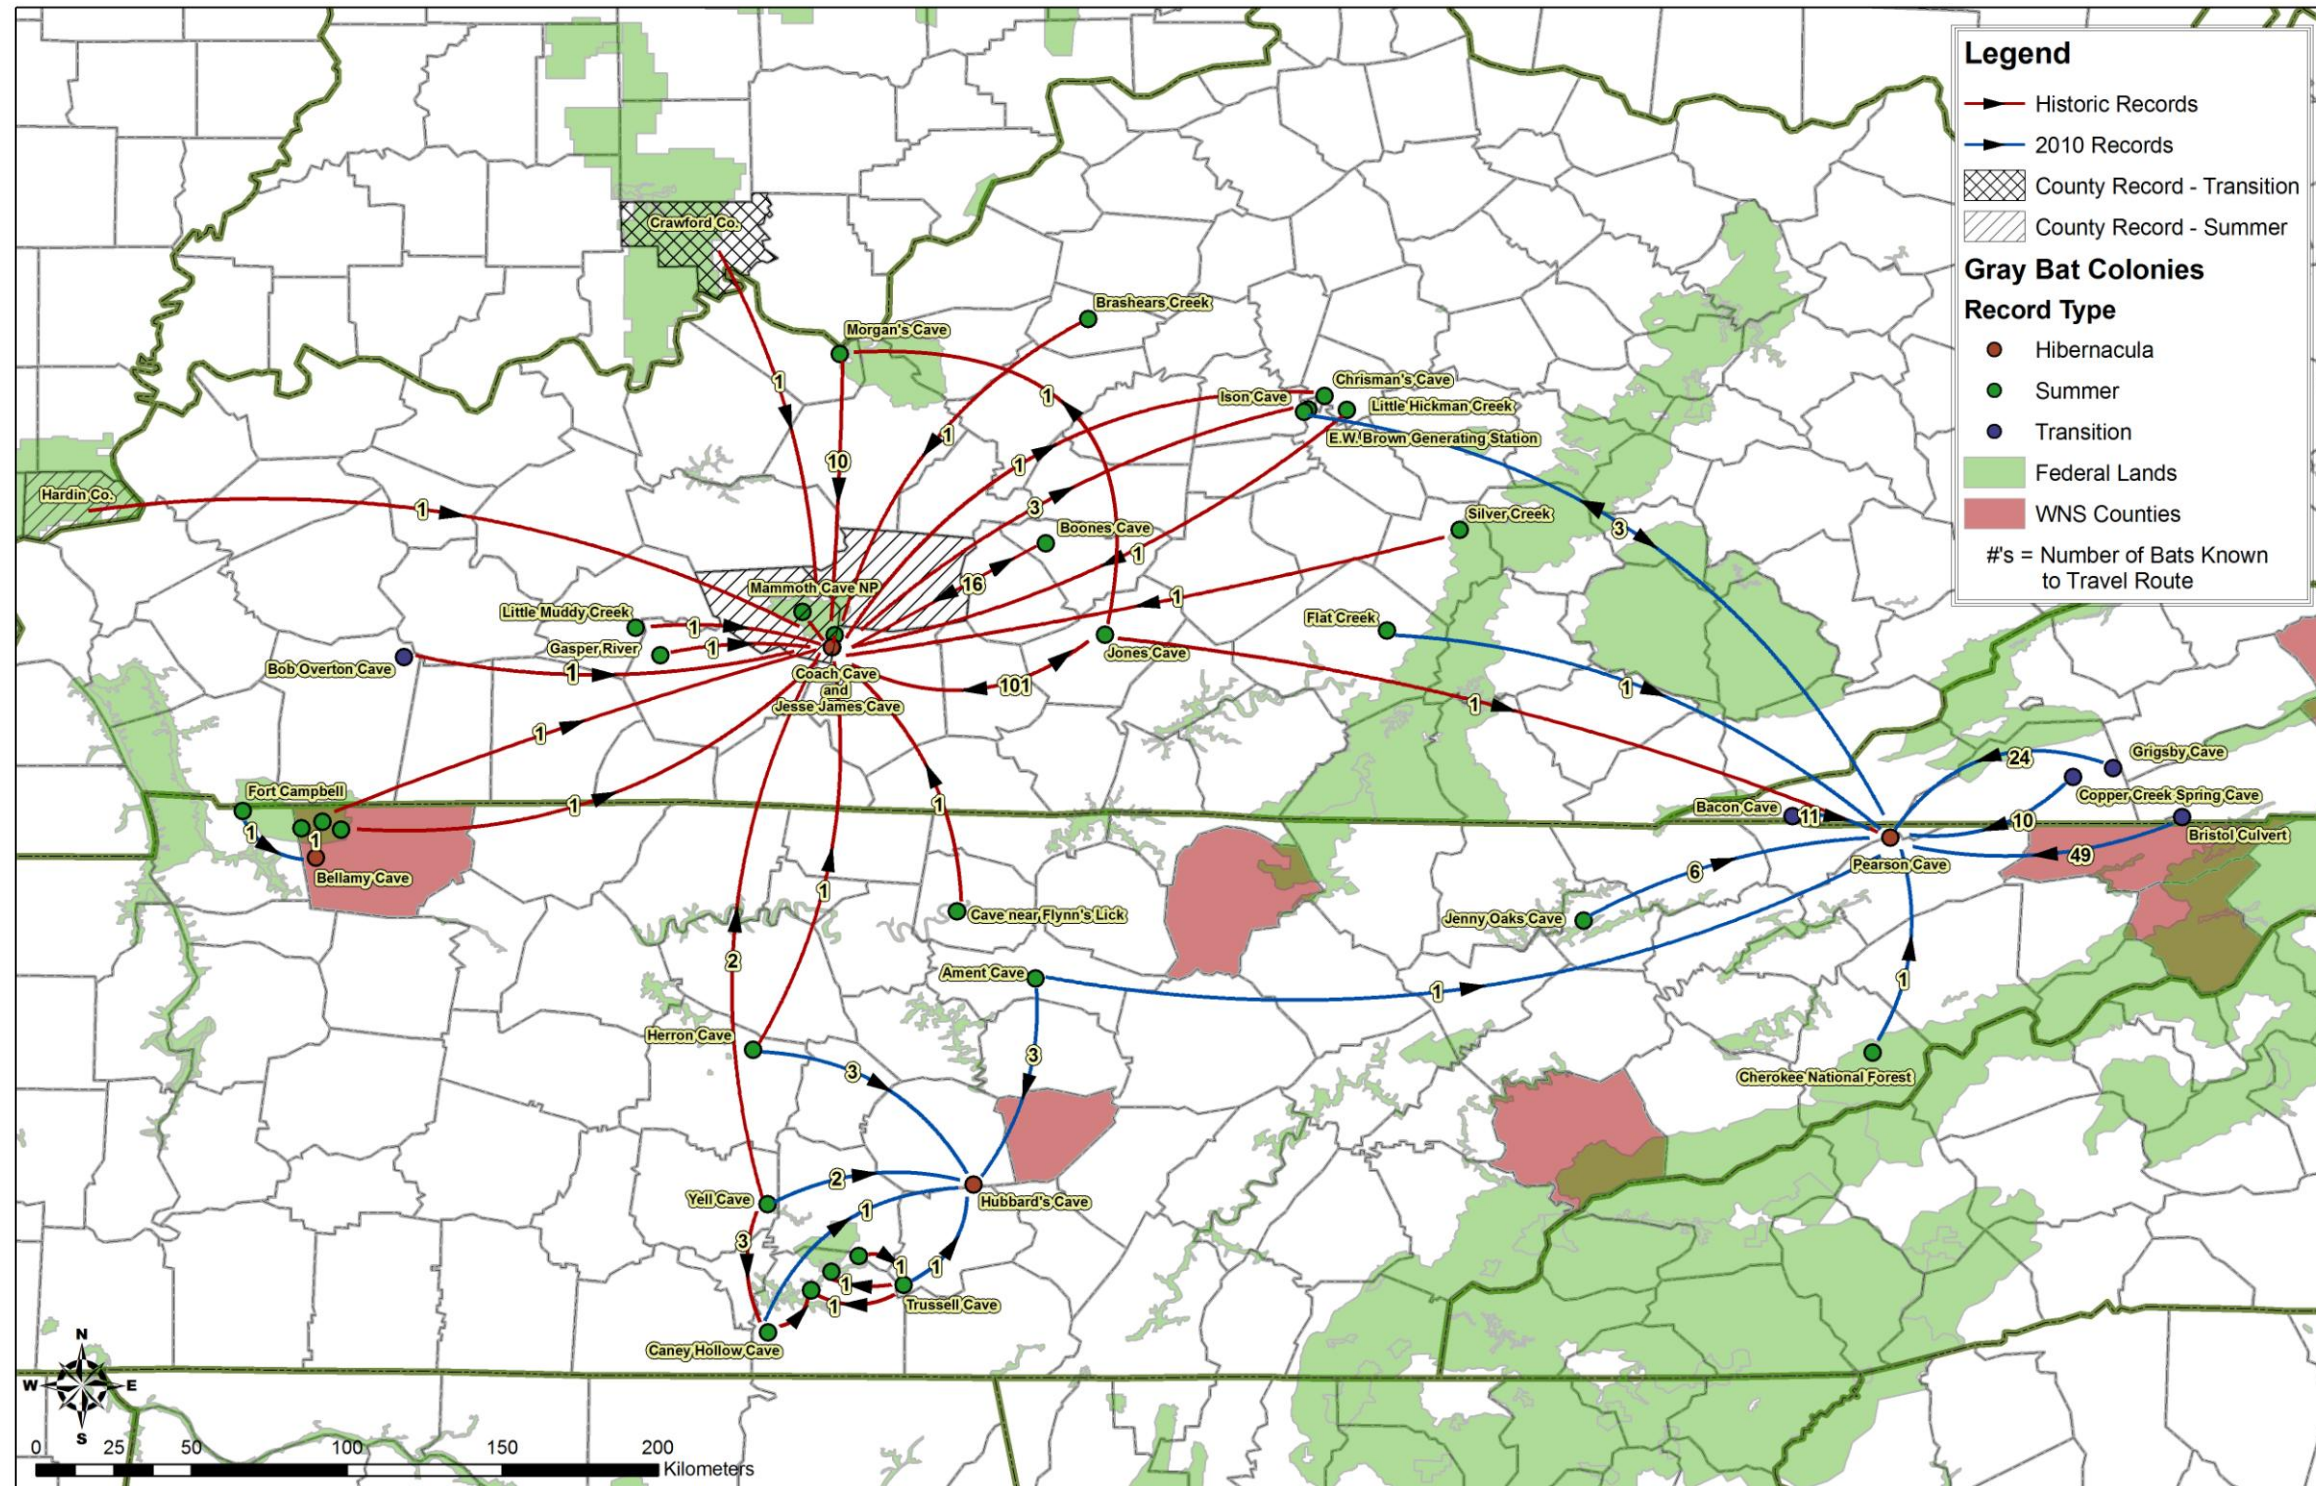 Legend
Historic Records
2010 Records
County Record - Transition
County Record - Summer
Gray Bat Colonies
Record Type
Hibernacula
Summer
Transition
Federal Lands
WNS Counties
#'s = Number of Bats Known
to Travel Route
Crawford Co.
Brashears Creek
Morgan's Cave
1
Chrisman's Cave
Ison Cave
1
Little Hickman Creek
1
E.W. Brown Generating Station
10
1
Hardin Co.
1
3
Silver Creek
Boones Cave
3
1
16
Mammoth Cave NP
1
Little Muddy Creek
1
Flat Creek
Gasper River
1
Jones Cave
Bob Overton Cave
1
Coach Cave
and
Jesse James Cave
101
1
1
1
Grigsby Cave
24
Fort Campbell
Copper Creek Spring Cave
1
1
Bacon Cave
11
10
1
1
Bristol Culvert
49
Pearson Cave
Bellamy Cave
6
1
Cave near Flynn's Lick
Jenny Oaks Cave
2
Ament Cave
1
1
Herron Cave
3
3
Cherokee National Forest
2
Yell Cave
Hubbard's Cave
1
3
1
1
1
1
Trussell Cave
Caney Hollow Cave
N
W
E
S
0
25
50
100
150
200
Kilometers